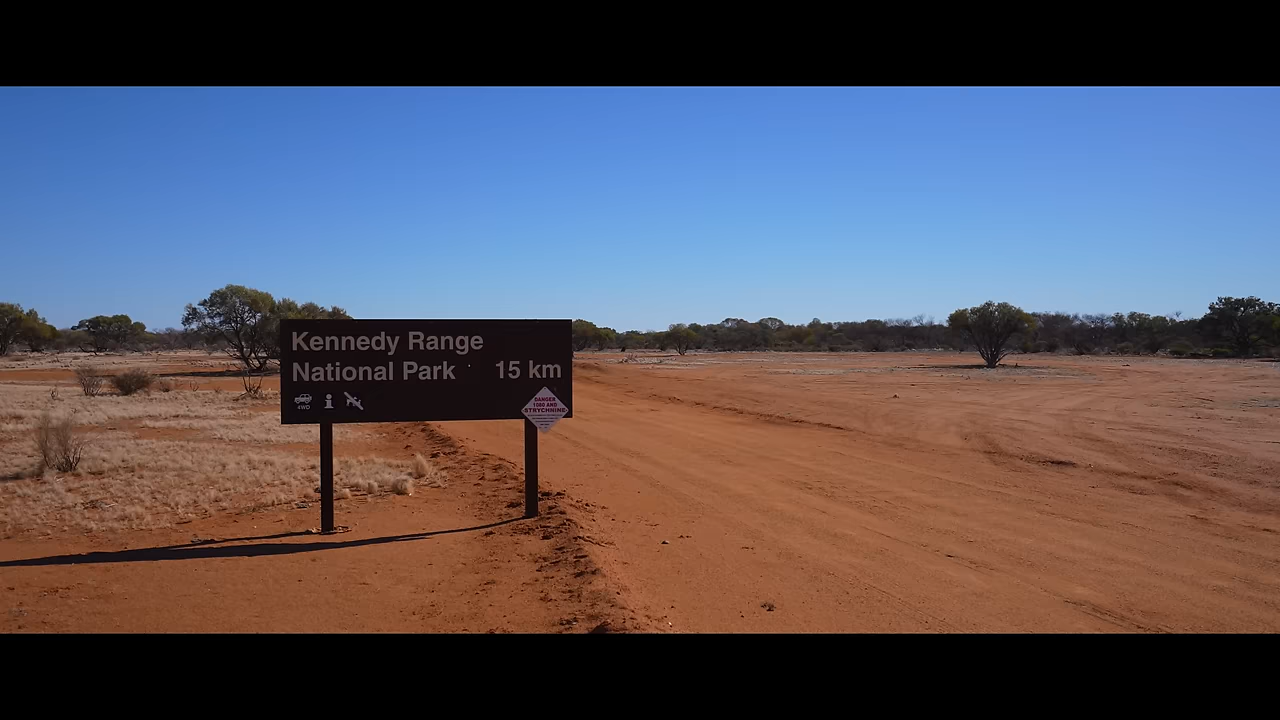 Kennedy Range
National Park 15 km
4WD
DANGER
1080 AND
STRYCHNINE